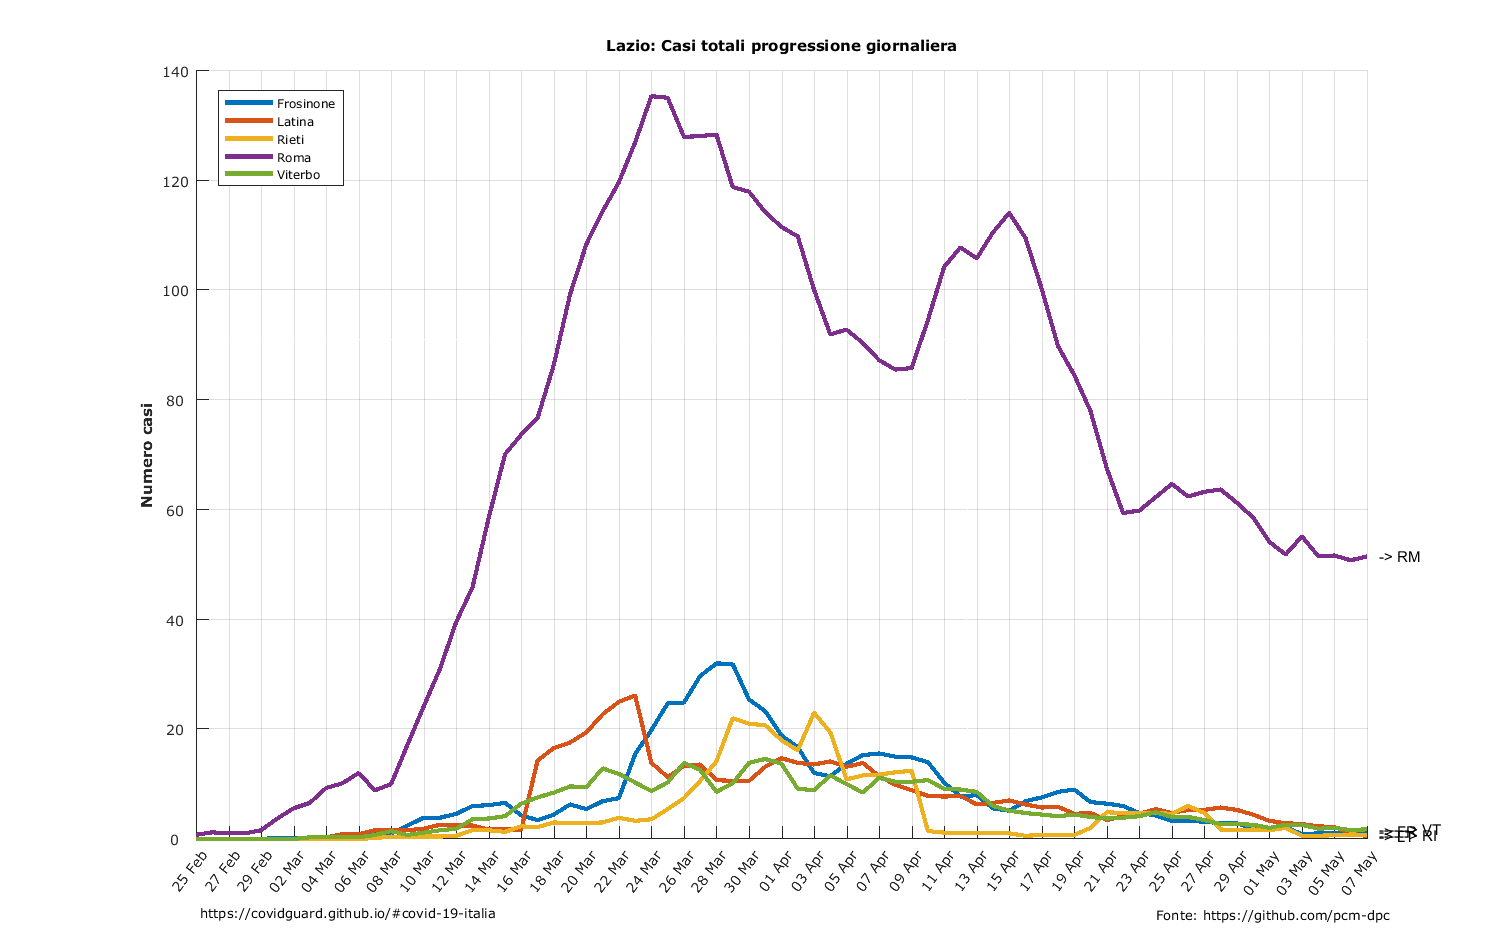 Lazio: Casi totali progressione giornaliera
140
120
100
80
60
40
20
0
Numero casi
Frosinone
Latina
Rieti
Roma
Viterbo
-> RM
-> FR
VT
-> LT
RI
25 Feb
27 Feb
29 Feb
02 Mar
04 Mar
06 Mar
08 Mar
10 Mar
12 Mar
14 Mar
16 Mar
18 Mar
20 Mar
22 Mar
24 Mar
26 Mar
28 Mar
30 Mar
01 Apr
03 Apr
05 Apr
07 Apr
09 Apr
11 Apr
13 Apr
15 Apr
17 Apr
19 Apr
21 Apr
23 Apr
25 Apr
27 Apr
29 Apr
01 May
03 May
05 May
07 May
https://covidguard.github.io/#covid-19-italia
Fonte: https://github.com/pcm-dpc